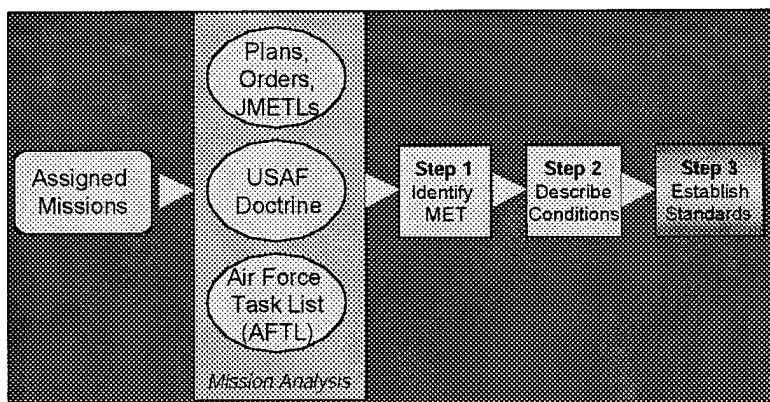 Assigned
Missions
Plans,
Orders,
JMETLs
USAF
Doctrine
Air Force
Task List
(AFTL)
Mission Analysis
Step 1
Identify
MET
Step 2
Describe
Conditions
Step 3
Establish
Standards